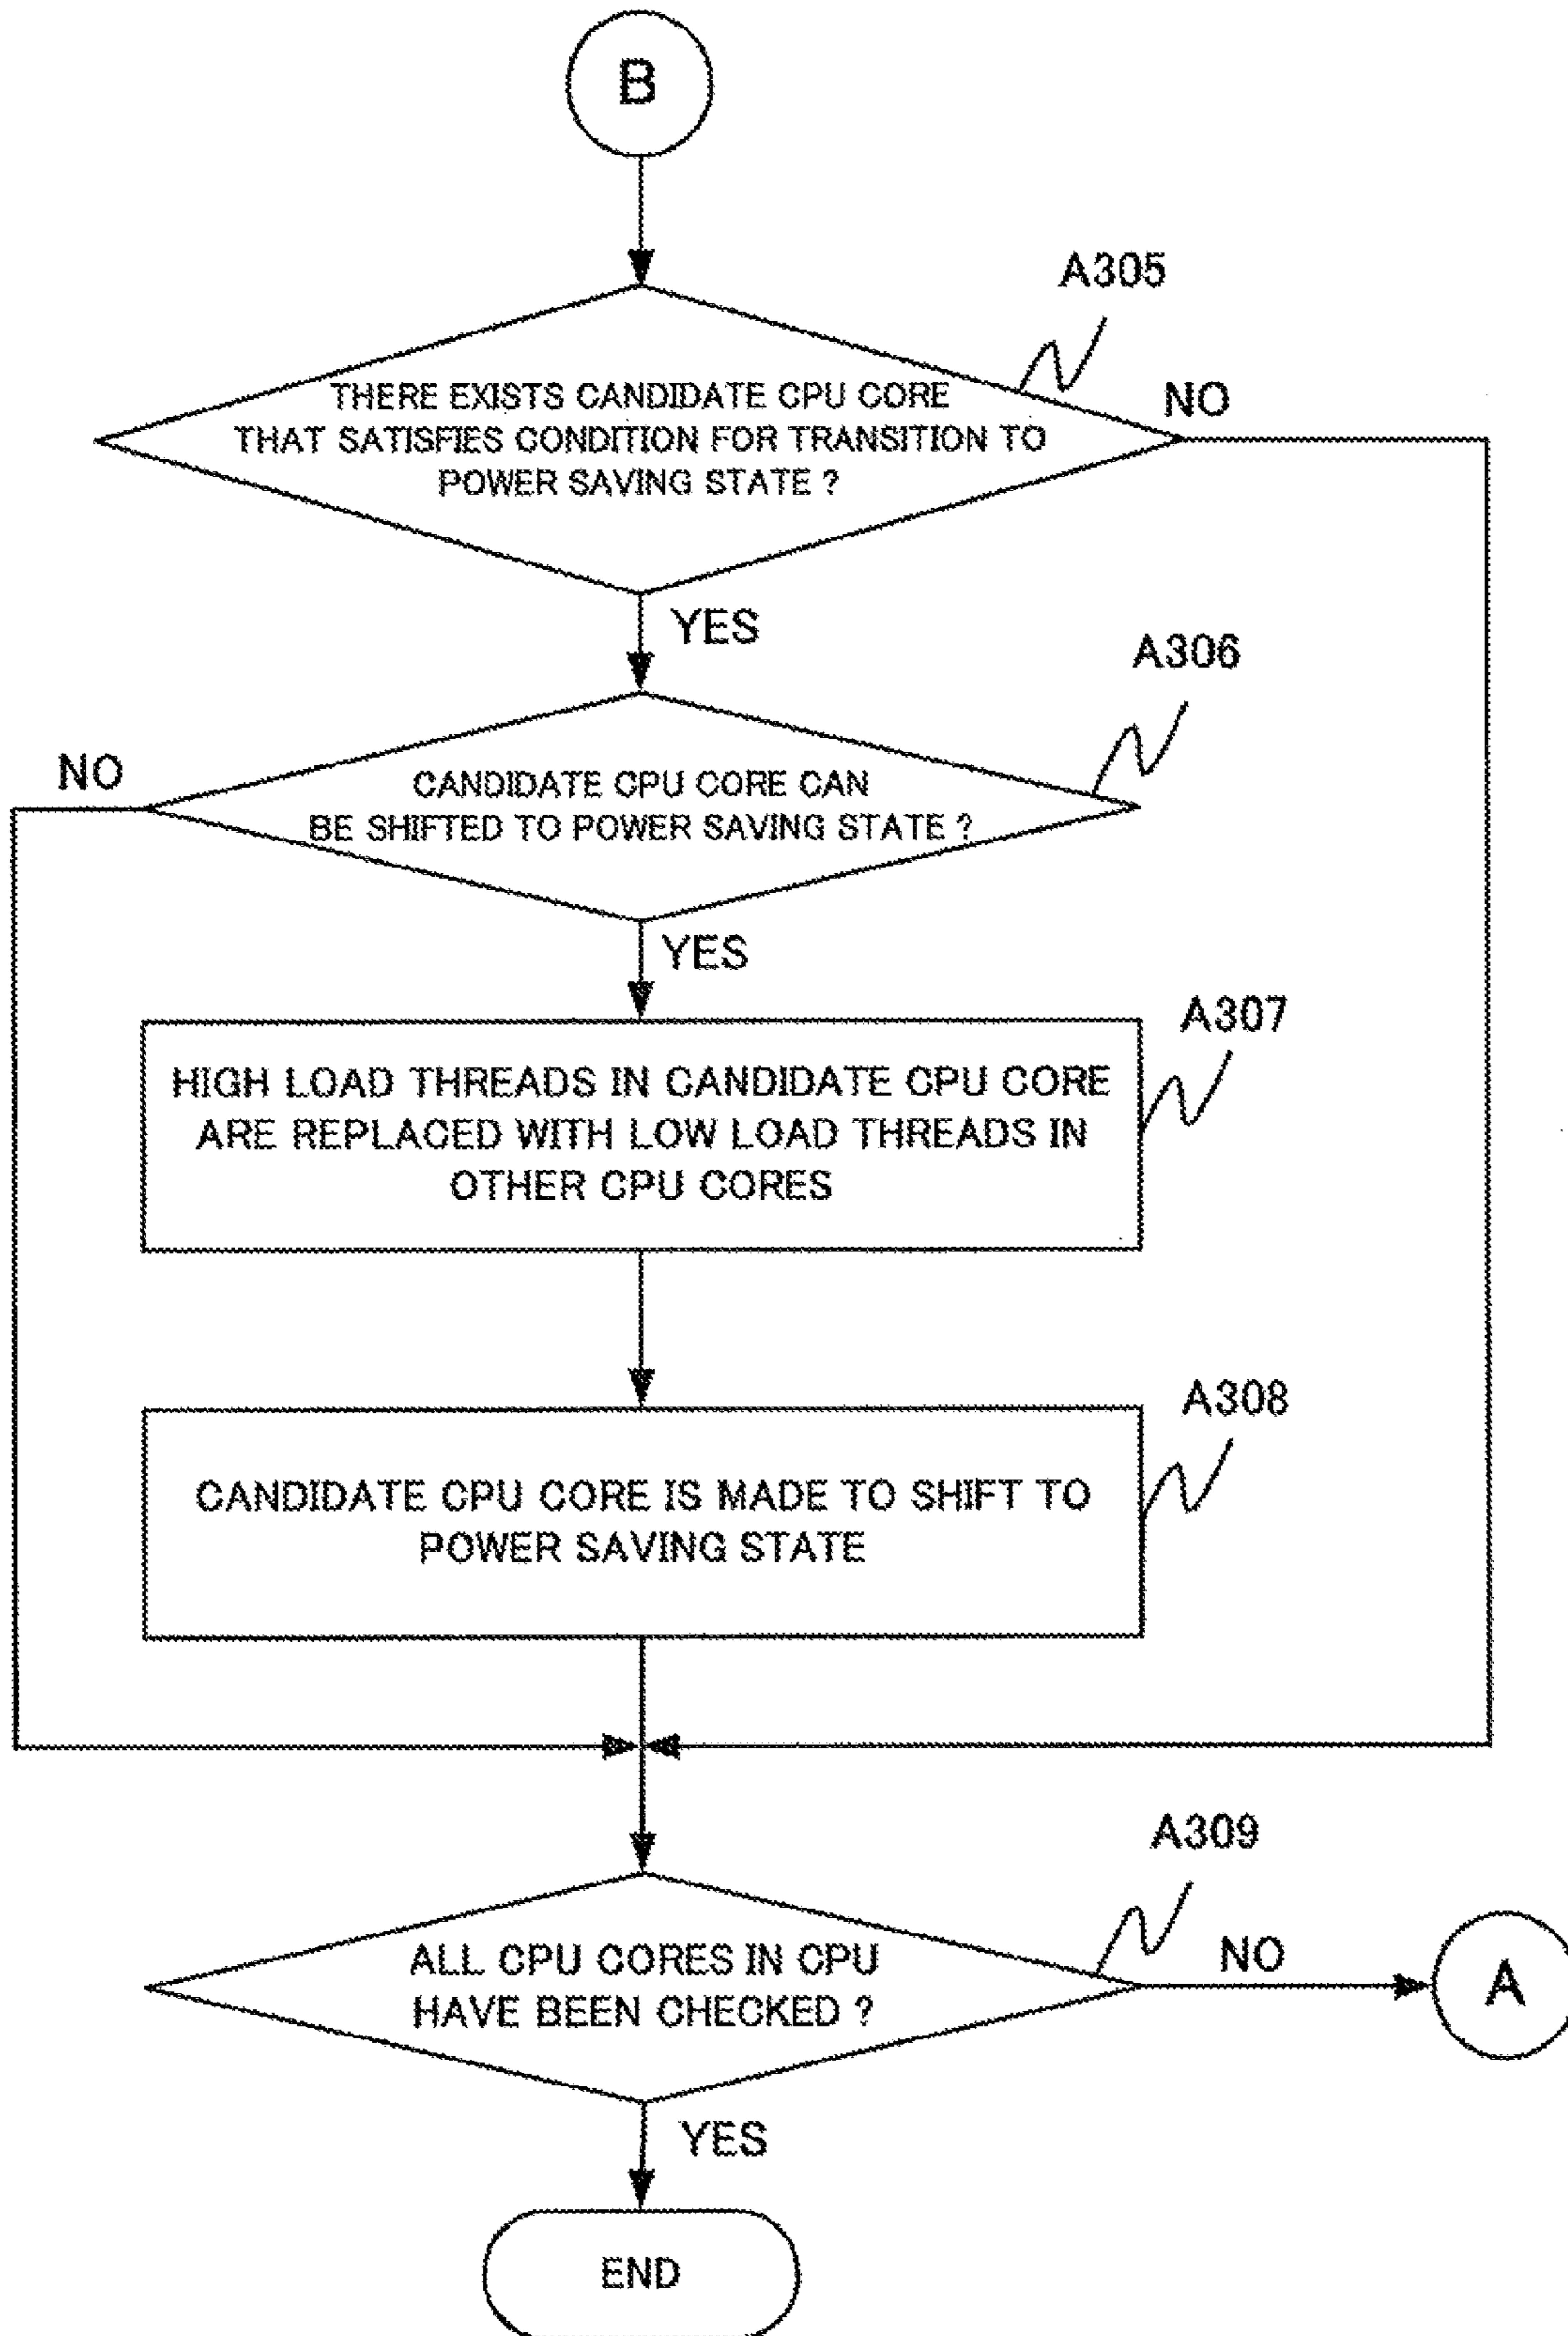 B
A305
THERE EXISTS CANDIDATE CPU CORE
THAT SATISFIES CONDITION FOR TRANSITION TO
POWER SAVING STATE ?
NO
YES
A306
NO
CANDIDATE CPU CORE CAN
BE SHIFTED TO POWER SAVING STATE ?
YES
A307
HIGH LOAD THREADS IN CANDIDATE CPU CORE
ARE REPLACED WITH LOW LOAD THREADS IN
OTHER CPU CORES
A308
CANDIDATE CPU CORE IS MADE TO SHIFT TO
POWER SAVING STATE
A309
ALL CPU CORES IN CPU
HAVE BEEN CHECKED ?
NO
A
YES
END